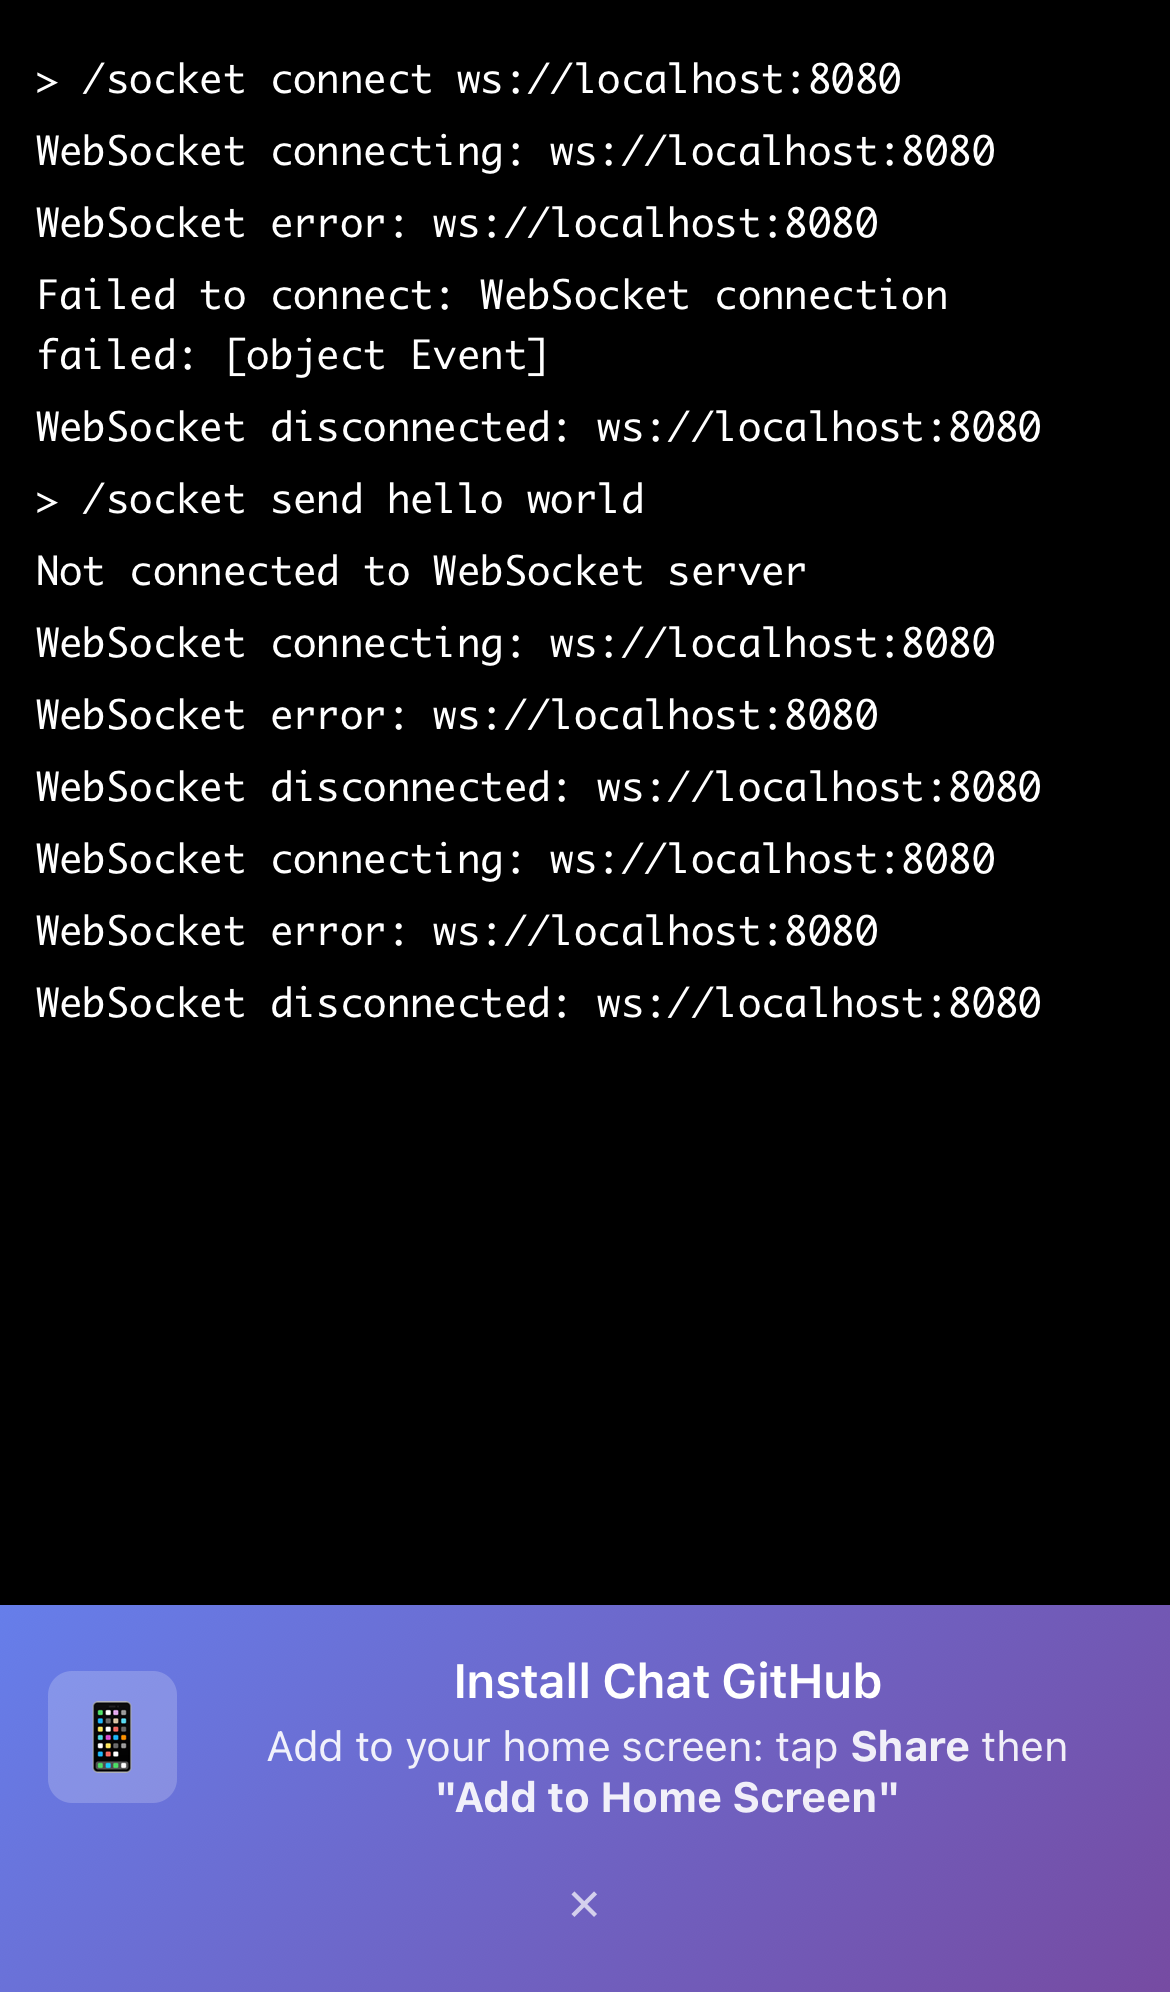 > /socket connect ws://localhost:8080
WebSocket connecting: ws://localhost:8080
WebSocket error: ws://localhost:8080
Failed to connect: WebSocket connection
failed: [object Event]
WebSocket disconnected: ws://localhost:8080
> /socket send hello world
Not connected to WebSocket server
WebSocket connecting: ws://localhost:8080
WebSocket error: ws://localhost:8080
WebSocket disconnected: ws://localhost:8080
WebSocket connecting: ws://localhost:8080
WebSocket error: ws://localhost:8080
WebSocket disconnected: ws://localhost:8080
Install Chat GitHub
Add to your home screen: tap Share then
"Add to Home Screen"
×